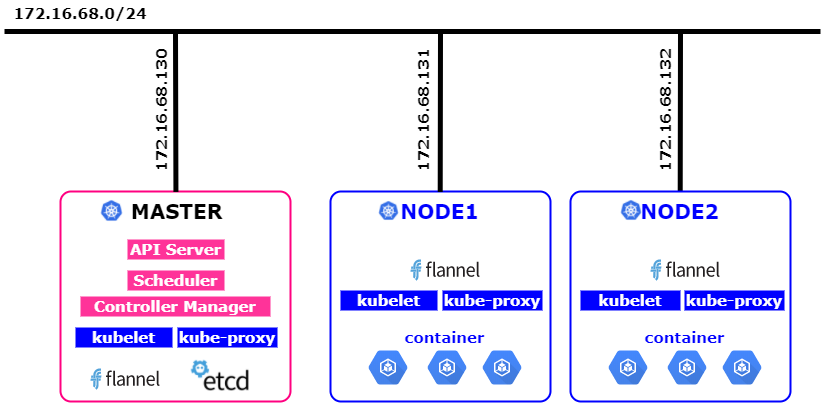 172.16.68.0/24
172.16.68.130
172.16.68.131
172.16.68.132
MASTER
API Server
Scheduler
Controller Manager
kubelet kube-proxy
flannel etcd
NODE1
flannel
kubelet kube-proxy
container
NODE2
flannel
kubelet kube-proxy
container